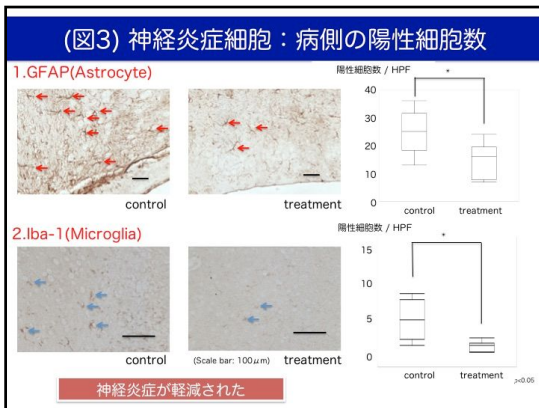 (図3) 神経炎症細胞：病側の陽性細胞数
1.GFAP(Astrocyte)
control
treatment
陽性細胞数 / HPF
*
40
30
20
10
0
control
treatment
2.Iba-1(Microglia)
control
(Scale bar: 100μm)
treatment
陽性細胞数 / HPF
*
15
10
5
0
control
treatment
p<0.05
神経炎症が軽減された